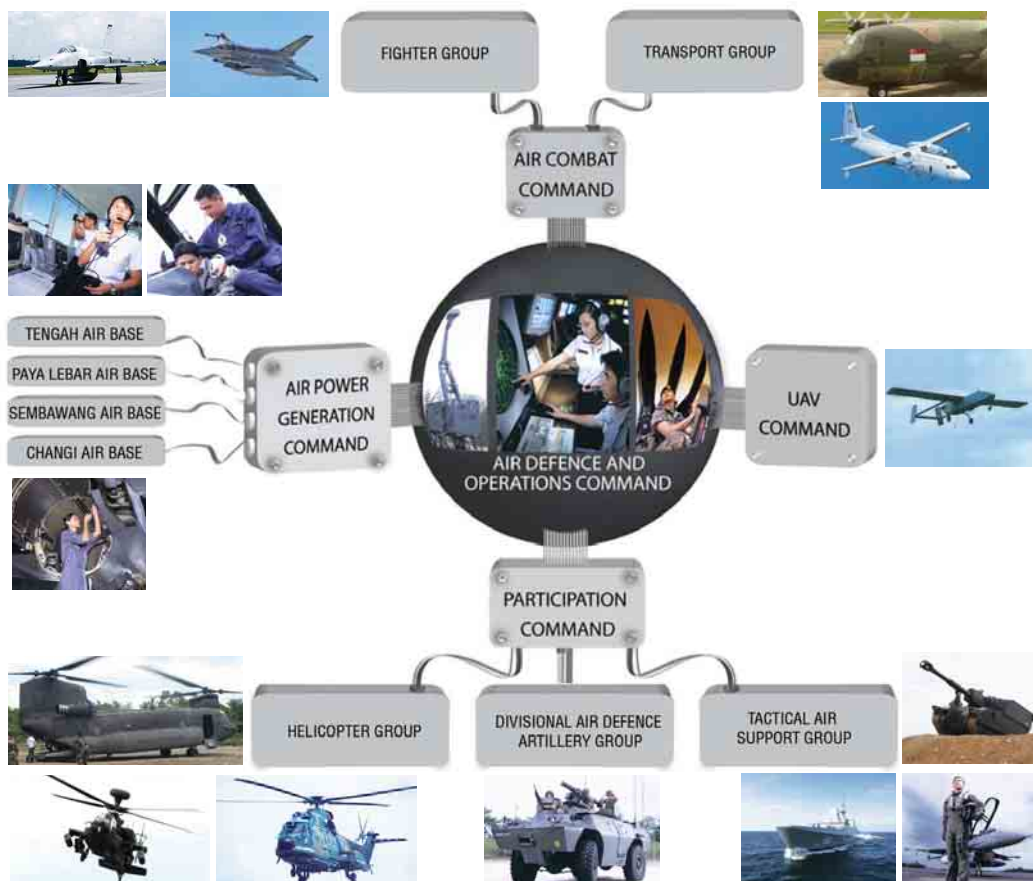 FIGHTER GROUP
TRANSPORT GROUP
AIR COMBAT
COMMAND
TENGAH AIR BASE
PAYA LEBAR AIR BASE
SEMBAWANG AIR BASE
CHANGI AIR BASE
AIR POWER
GENERATION
COMMAND
AIR DEFENCE AND
OPERATIONS COMMAND
UAV
COMMAND
PARTICIPATION
COMMAND
HELICOPTER GROUP
DIVISIONAL AIR DEFENCE
ARTILLERY GROUP
TACTICAL AIR
SUPPORT GROUP